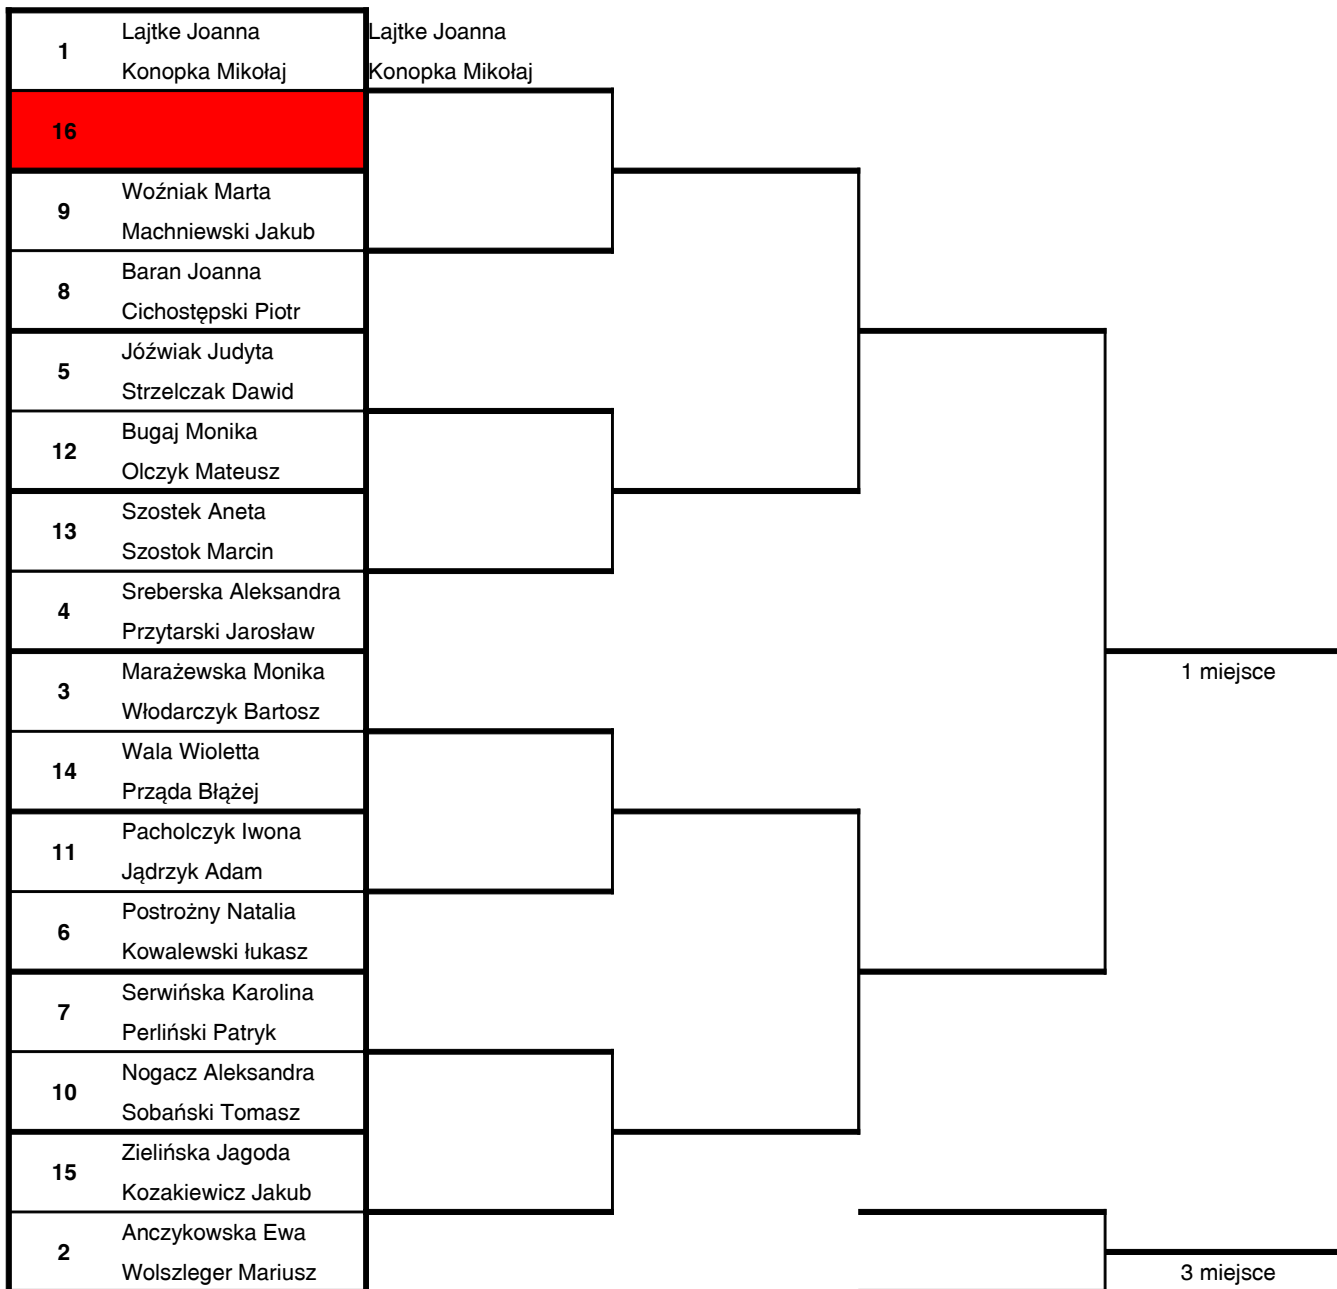 1
Lajtke Joanna
Konopka Mikołaj
Lajtke Joanna
Konopka Mikołaj
16
9
Woźniak Marta
Machniewski Jakub
8
Baran Joanna
Cichostępski Piotr
5
Jóźwiak Judyta
Strzelczak Dawid
12
Bugaj Monika
Olczyk Mateusz
13
Szostek Aneta
Szostok Marcin
4
Sreberska Aleksandra
Przytarski Jarosław
3
Marażewska Monika
Włodarczyk Bartosz
1 miejsce
14
Wala Wioletta
Prząda Błążej
11
Pacholczyk Iwona
Jądrzyk Adam
6
Postrożny Natalia
Kowalewski łukasz
7
Serwińska Karolina
Perliński Patryk
10
Nogacz Aleksandra
Sobański Tomasz
15
Zielińska Jagoda
Kozakiewicz Jakub
2
Anczykowska Ewa
Wolszleger Mariusz
3 miejsce